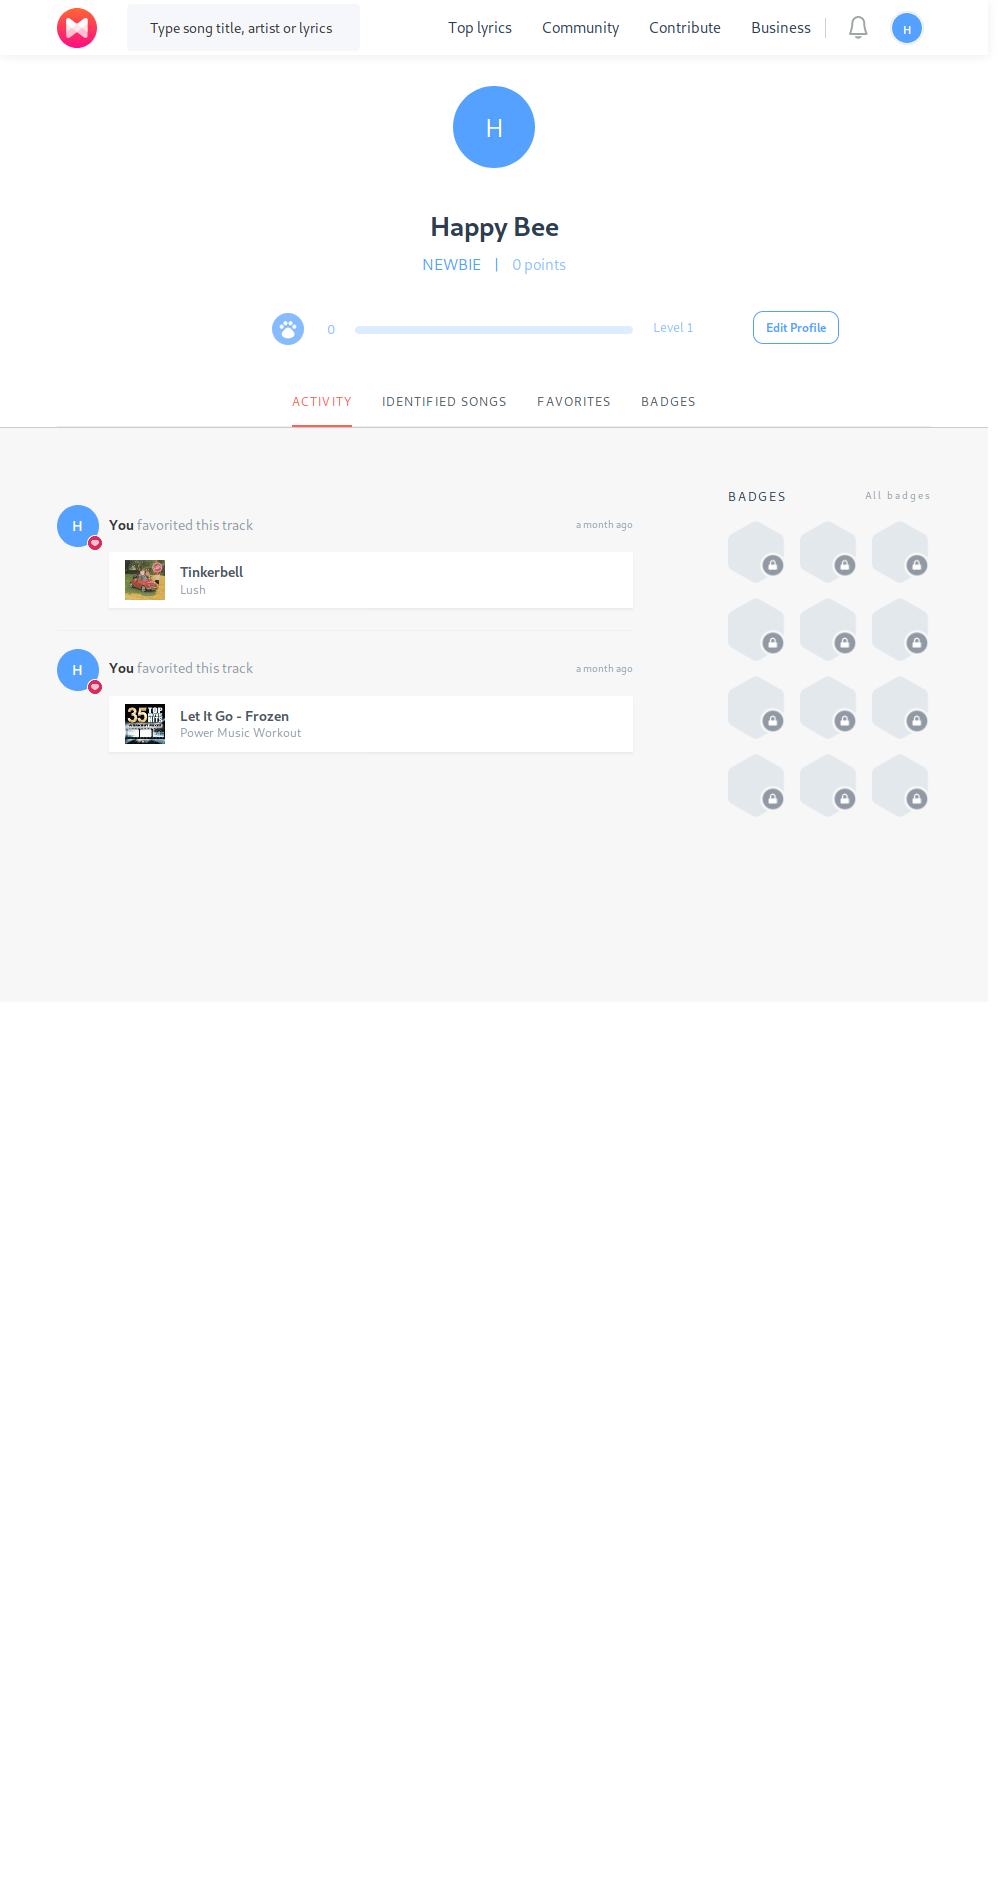 Type song title, artist or lyrics
Top lyrics Community Contribute Business
H
H
Happy Bee
NEWBIE | 0 points
0
Level 1
Edit Profile
ACTIVITY IDENTIFIED SONGS FAVORITES BADGES
BADGES
All badges
H
You favorited this track
a month ago
Tinkerbell
Lush
H
You favorited this track
a month ago
35 TOP
Let It Go - Frozen
Power Music Workout